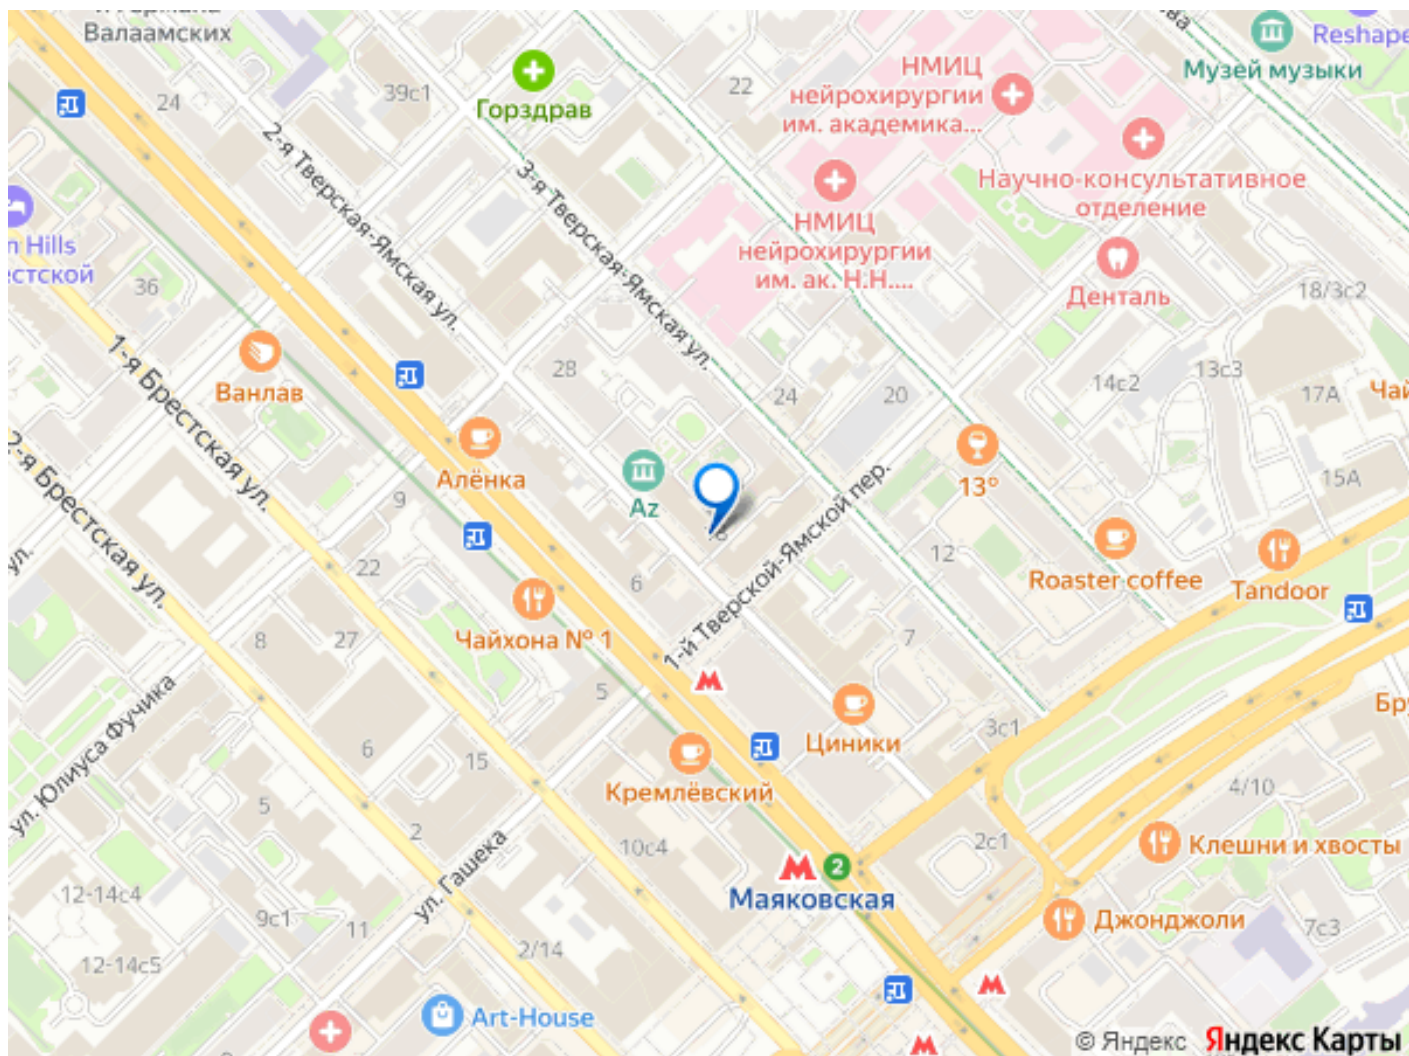 Валаамских
24
39с1
Горздрав
22
НМИЦ
нейрохирургии
им. академика...
Музей музыки
Reshape
Научно-консультативное
отделение
НМИЦ
нейрохирургии
им. ак. Н.Н....
Денталь
18/3с2
2-я Тверская-Ямская ул.
3-я Тверская-Ямская ул.
n Hills
естской
36
Ванлав
1-я Брестская ул.
2-я Брестская ул.
28
24
20
14с2
13с3
17А
Чай
Алёнка
Az
13°
15А
9
22
6
12
1-й Тверской-Ямской пер.
Roaster coffee
Tandoor
ул.
8
27
Чайхона № 1
7
5
ул. Юлиуса Фучика
6
15
5
2
Кремлёвский
Циники
3с1
Бру
4/10
10с4
2с1
Клешни и хвосты
ул. Гашека
2
Маяковская
Джонджоли
7с3
12-14с4
9с1
11
2/14
12-14с5
Art-House
© Яндекс Яндекс Карты